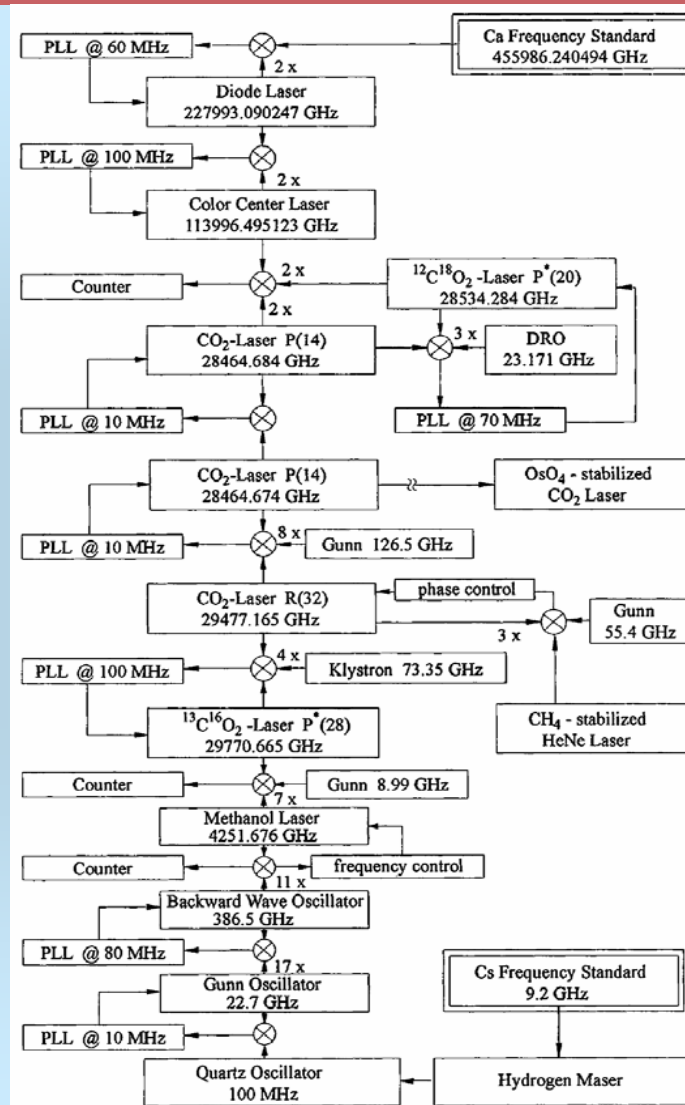 PLL @ 60 MHz
Ca Frequency Standard
455986.240494 GHz
2 x
Diode Laser
227993.090247 GHz
PLL @ 100 MHz
2 x
Color Center Laser
113996.495123 GHz
Counter
2 x
2 x
¹²C¹⁸O₂ -Laser P*(20)
28534.284 GHz
CO₂-Laser P(14)
28464.684 GHz
3 x
DRO
23.171 GHz
PLL @ 10 MHz
PLL @ 70 MHz
CO₂-Laser P(14)
28464.674 GHz
OsO₄ - stabilized
CO₂ Laser
PLL @ 10 MHz
8 x
Gunn 126.5 GHz
CO₂-Laser R(32)
29477.165 GHz
phase control
3 x
Gunn
55.4 GHz
PLL @ 100 MHz
4 x
Klystron 73.35 GHz
¹³C¹⁶O₂ -Laser P*(28)
29770.665 GHz
CH₄ - stabilized
HeNe Laser
Counter
7 x
Gunn 8.99 GHz
Methanol Laser
4251.676 GHz
Counter
frequency control
11 x
Backward Wave Oscillator
386.5 GHz
PLL @ 80 MHz
17 x
Gunn Oscillator
22.7 GHz
Cs Frequency Standard
9.2 GHz
PLL @ 10 MHz
Quartz Oscillator
100 MHz
Hydrogen Maser